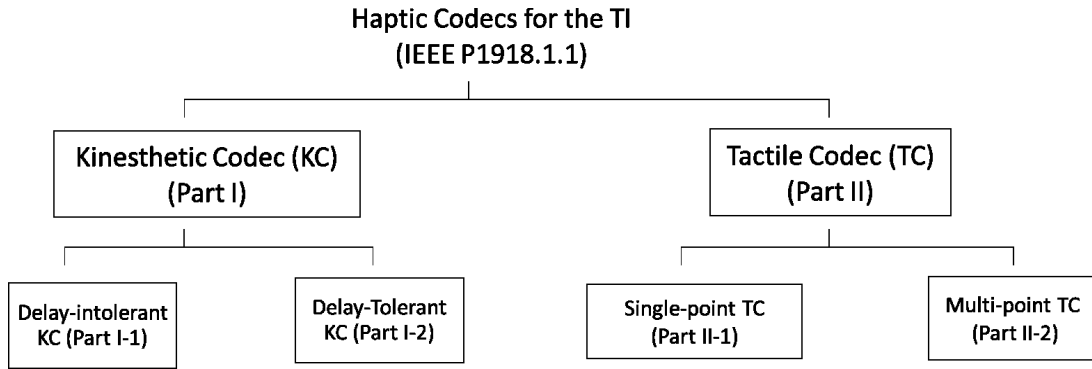 Haptic Codecs for the TI
(IEEE P1918.1.1)
Kinesthetic Codec (KC)
(Part I)
Tactile Codec (TC)
(Part II)
Delay-intolerant
KC (Part I-1)
Delay-Tolerant
KC (Part I-2)
Single-point TC
(Part II-1)
Multi-point TC
(Part II-2)